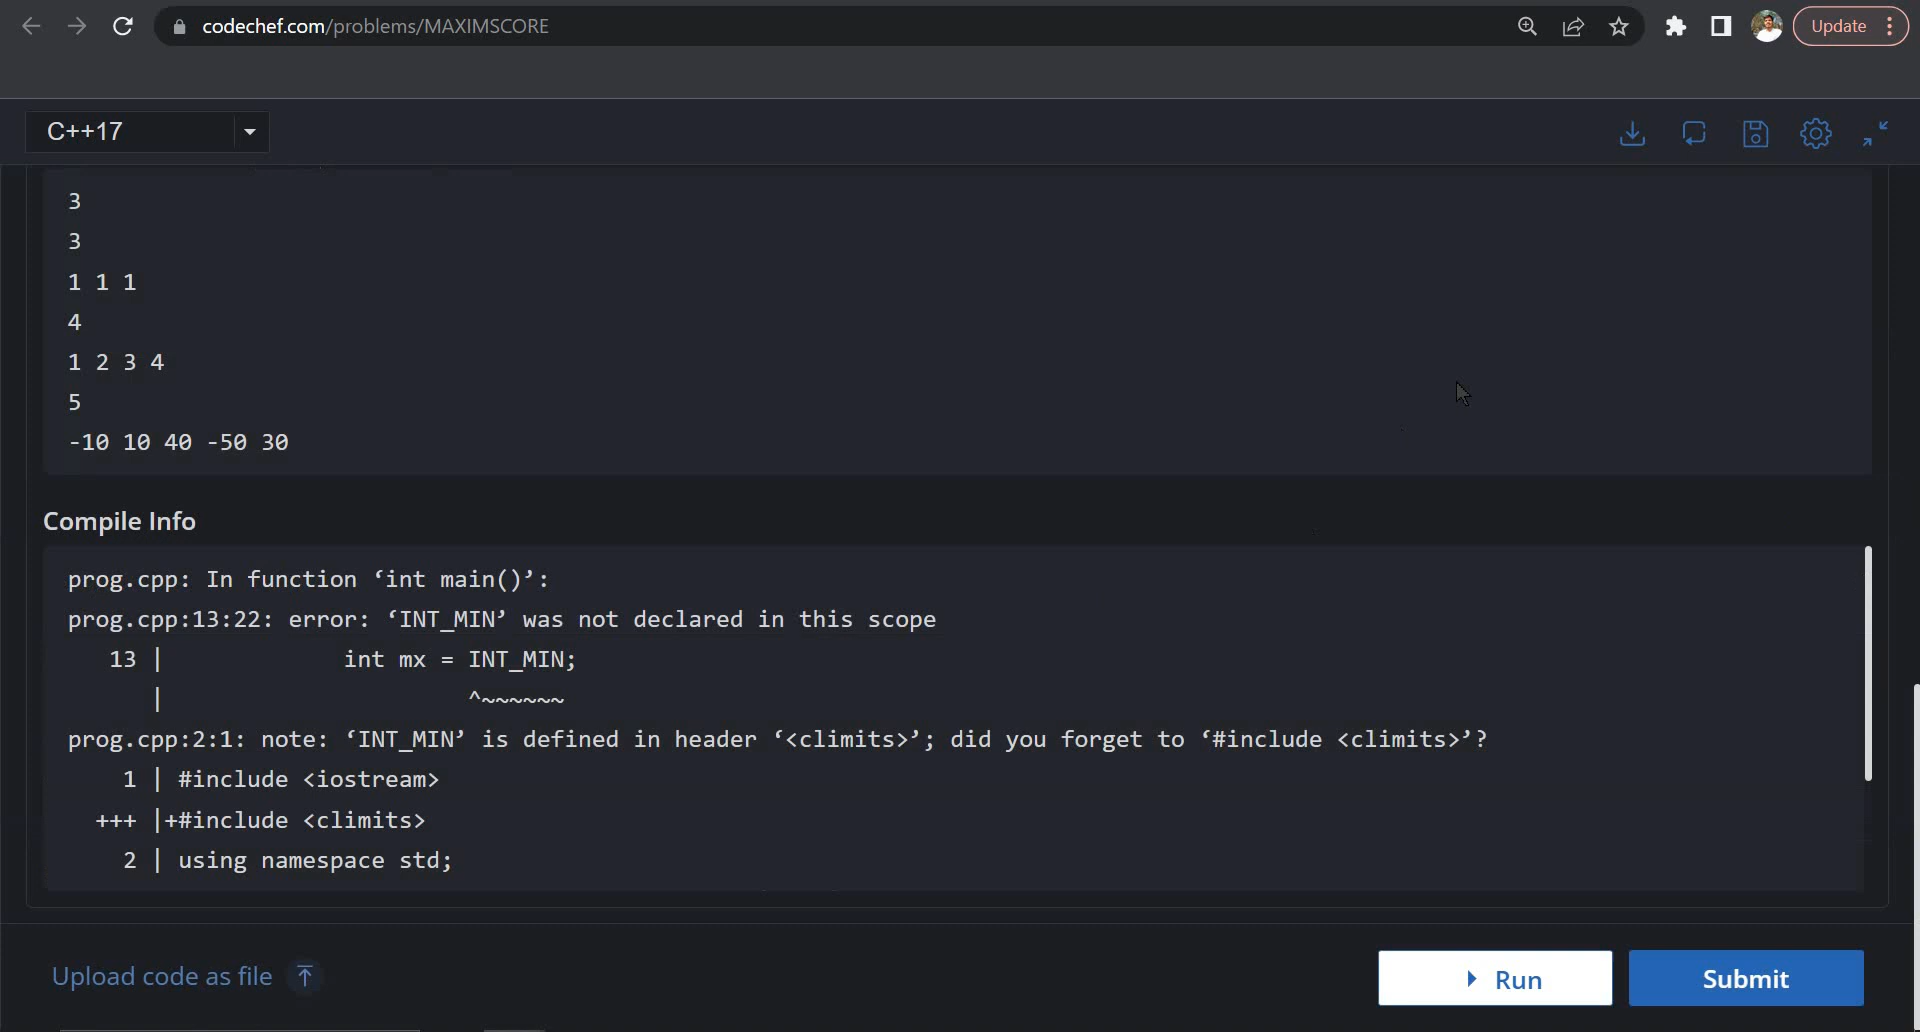 codechef.com/problems/MAXIMSCORE
Update
C++17
3
3
1 1 1
4
1 2 3 4
5
-10 10 40 -50 30
Compile Info
prog.cpp: In function ‘int main()’:
prog.cpp:13:22: error: ‘INT_MIN’ was not declared in this scope
13 |             int mx = INT_MIN;
|                      ^~~~~~~
prog.cpp:2:1: note: ‘INT_MIN’ is defined in header ‘<climits>’; did you forget to ‘#include <climits>’?
1 | #include <iostream>
+++ |+#include <climits>
2 | using namespace std;
Upload code as file
Run
Submit